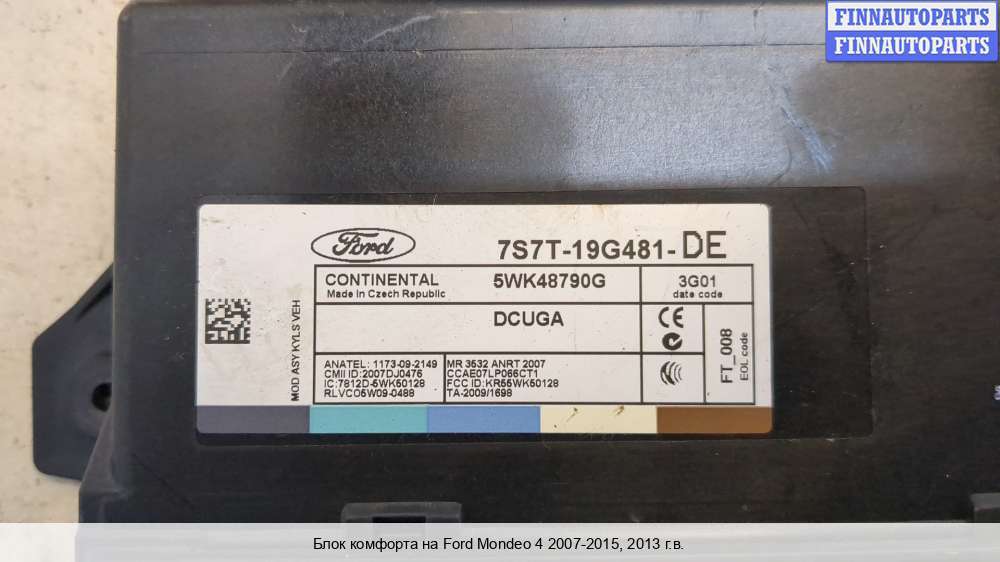 FINNAUTOPARTS
FINNAUTOPARTS
Ford
7S7T-19G481-DE
CONTINENTAL
Made in Czech Republic
5WK48790G
3G01
date code
DCUGA
MOD ASY KYLS VEH
FT_008
EOL code
ANATEL: 1173-09-2149
CMII ID:2007DJ0476
IC:7812D-5WK50128
RLVCO5W09-0488
MR 3532 ANRT 2007
CCAE07LP066CT1
FCC ID:KR55WK50128
TA-2009/1698
CE
Блок комфорта на Ford Mondeo 4 2007-2015, 2013 г.в.